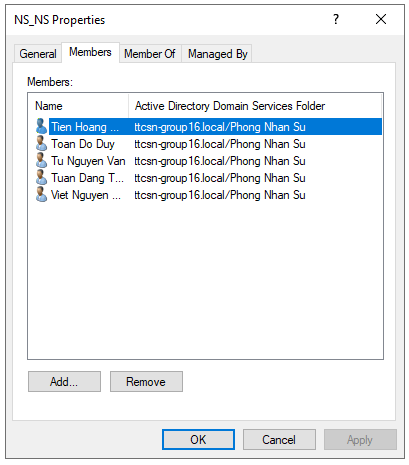 NS_NS Properties ? ×
General Members Member Of Managed By
Members:
Name Active Directory Domain Services Folder
Tien Hoang ... ttcsn-group16.local/Phong Nhan Su
Toan Do Duy ttcsn-group16.local/Phong Nhan Su
Tu Nguyen Van ttcsn-group16.local/Phong Nhan Su
Tuan Dang T... ttcsn-group16.local/Phong Nhan Su
Viet Nguyen ... ttcsn-group16.local/Phong Nhan Su
Add... Remove
OK Cancel Apply